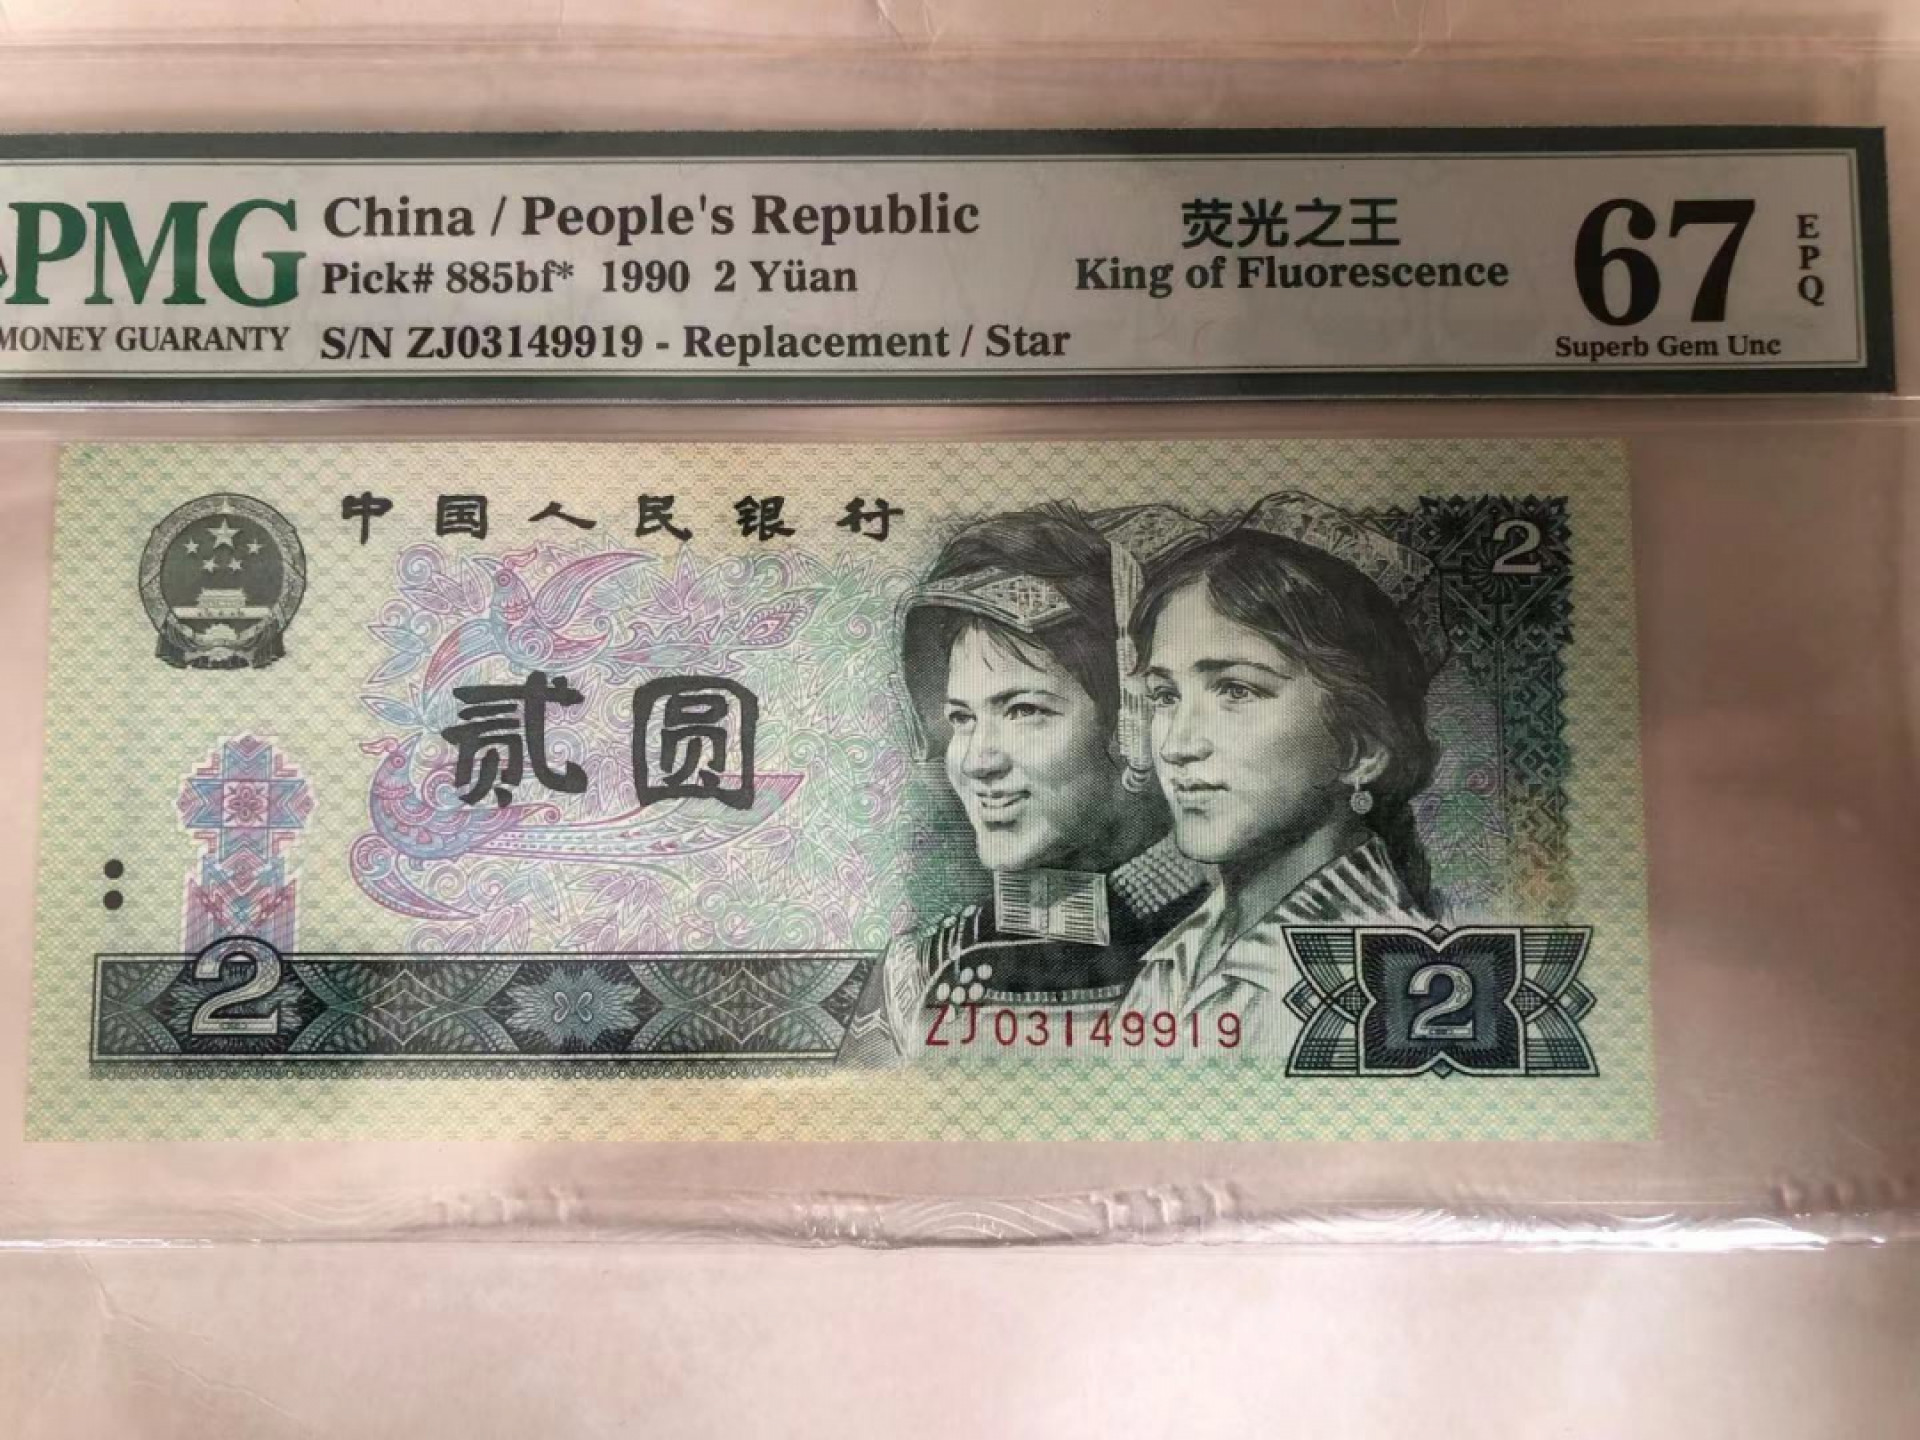 PMG
MONEY GUARANTY
China / People's Republic
Pick# 885bf* 1990 2 Yüan
S/N ZJ03149919 - Replacement / Star
荧光之王
King of Fluorescence
67
EPQ
Superb Gem Unc
中国人民银行
2
贰圆
2
ZJ03149919
2